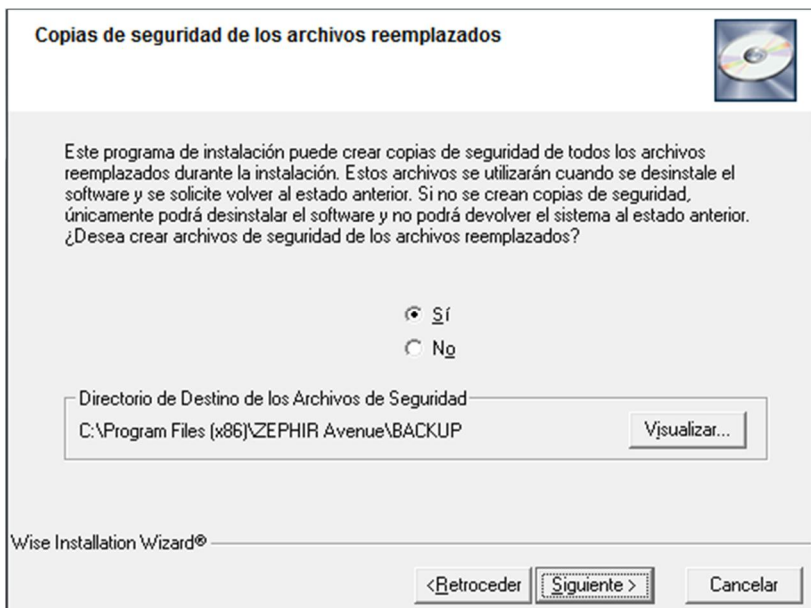 Copias de seguridad de los archivos reemplazados
Este programa de instalación puede crear copias de seguridad de todos los archivos
reemplazados durante la instalación. Estos archivos se utilizarán cuando se desinstale el
software y se solicite volver al estado anterior. Si no se crean copias de seguridad,
únicamente podrá desinstalar el software y no podrá devolver el sistema al estado anterior.
¿Desea crear archivos de seguridad de los archivos reemplazados?
Sí
No
Directorio de Destino de los Archivos de Seguridad
C:\Program Files (x86)\ZEPHIR Avenue\BACKUP
Visualizar...
Wise Installation Wizard®
<Retroceder
Siguiente >
Cancelar